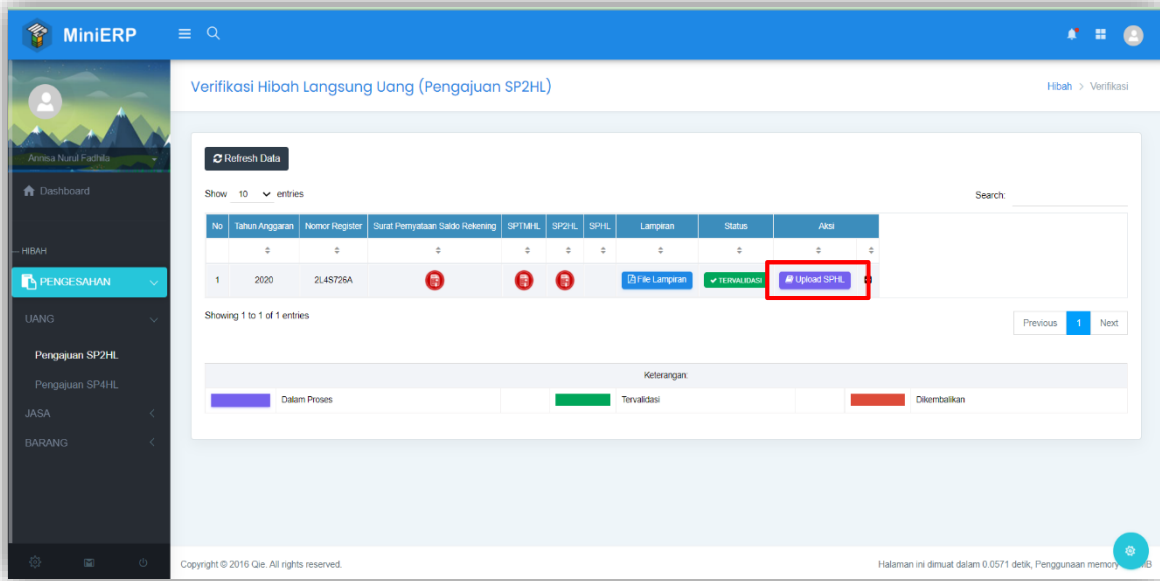 MiniERP
Verifikasi Hibah Langsung Uang (Pengajuan SP2HL)
Hibah > Verifikasi
Annisa Nurul Fadhila
Dashboard
HIBAH
PENGESAHAN
UANG
Pengajuan SP2HL
Pengajuan SP4HL
JASA
BARANG
Refresh Data
Show 10 entries
Search:
No Tahun Anggaran Nomor Register Surat Pernyataan Saldo Rekening SPTMHL SP2HL SPHL Lampiran Status Aksi
1 2020 2L4S726A File Lampiran TERVALIDASI Upload SPHL
Showing 1 to 1 of 1 entries
Previous 1 Next
Keterangan:
Dalam Proses Tervalidasi Dikembalikan
Copyright © 2016 Qie. All rights reserved.
Halaman ini dimuat dalam 0.0571 detik, Penggunaan memory